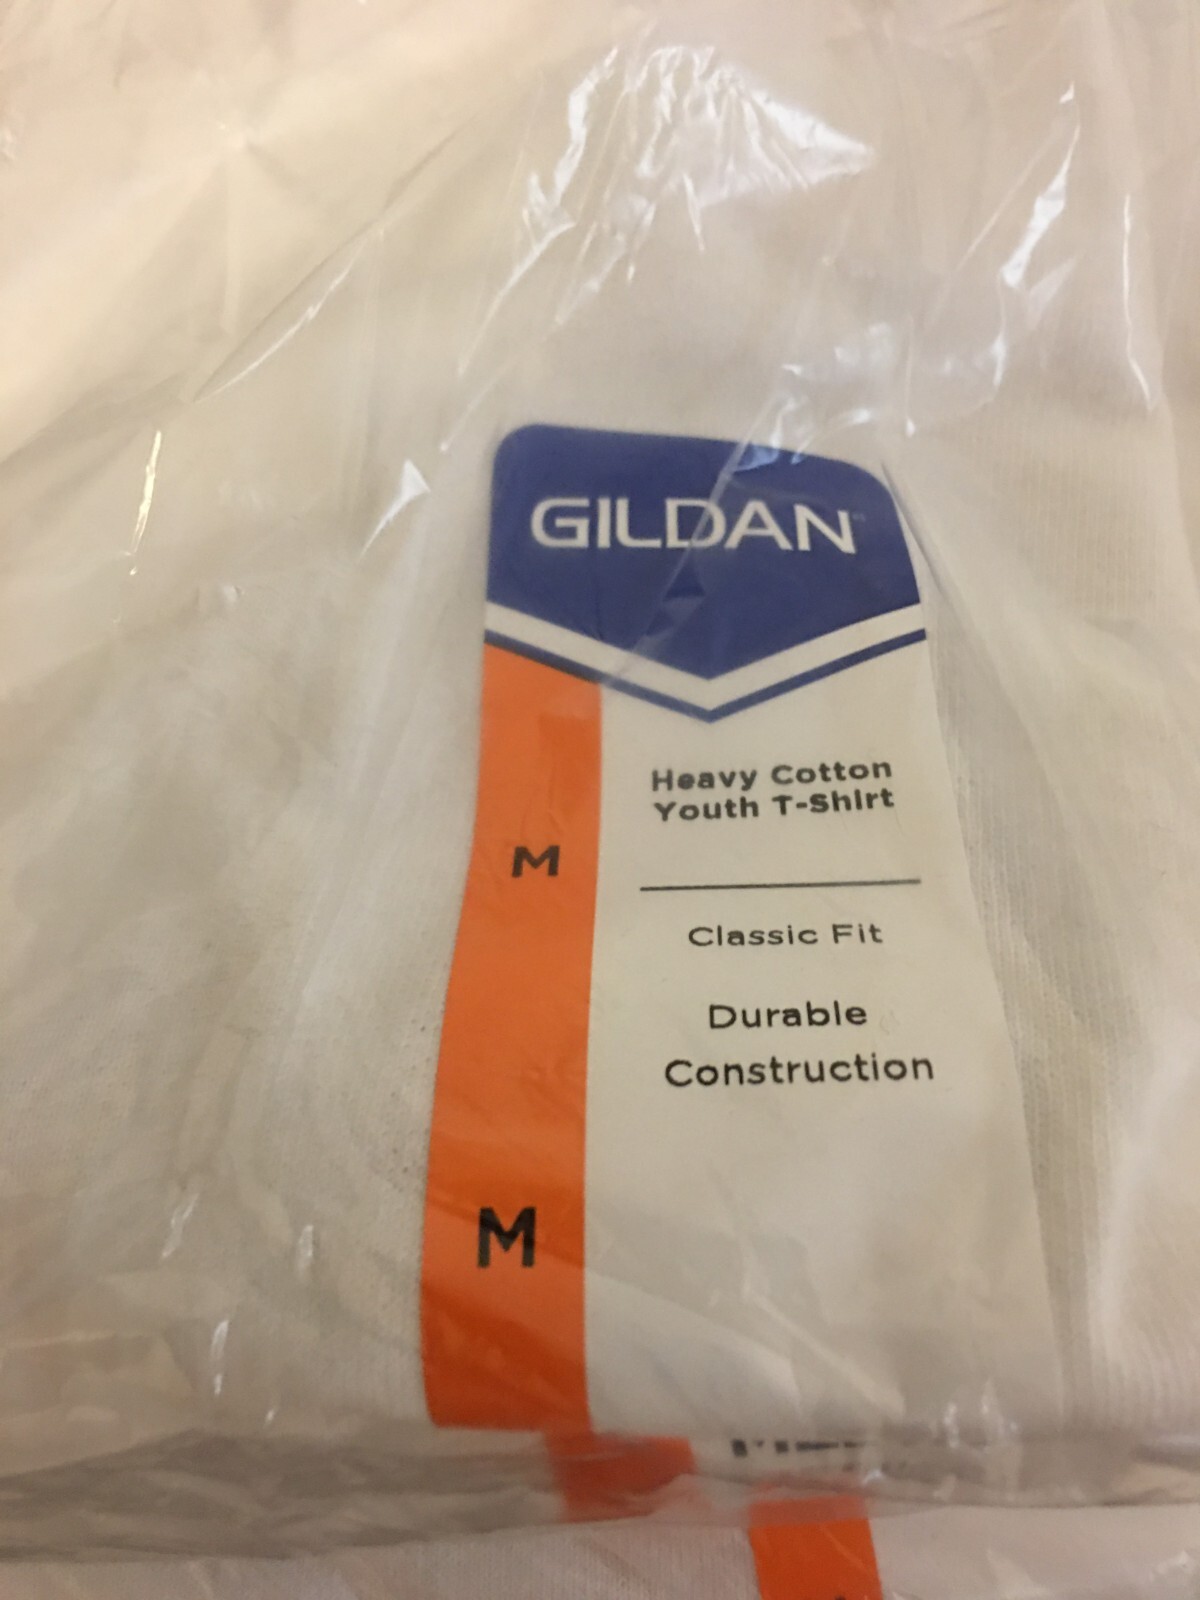 GILDAN
Heavy Cotton
Youth T-Shirt
M
Classic Fit
Durable
Construction
M